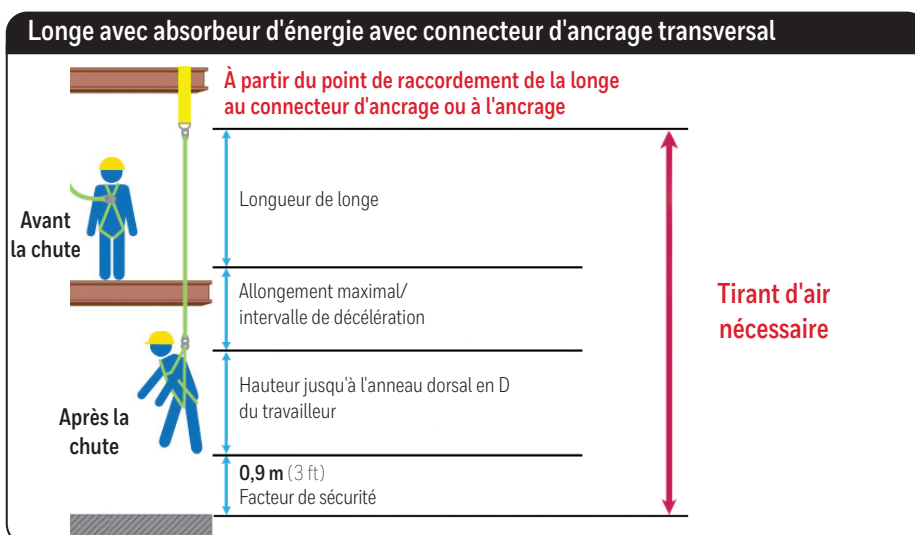 Longe avec absorbeur d'énergie avec connecteur d'ancrage transversal
À partir du point de raccordement de la longe
au connecteur d'ancrage ou à l'ancrage
Avant
la chute
Longueur de longe
Allongement maximal/
intervalle de décélération
Tirant d'air
nécessaire
Hauteur jusqu'à l'anneau dorsal en D
du travailleur
Après la
chute
0,9 m (3 ft)
Facteur de sécurité